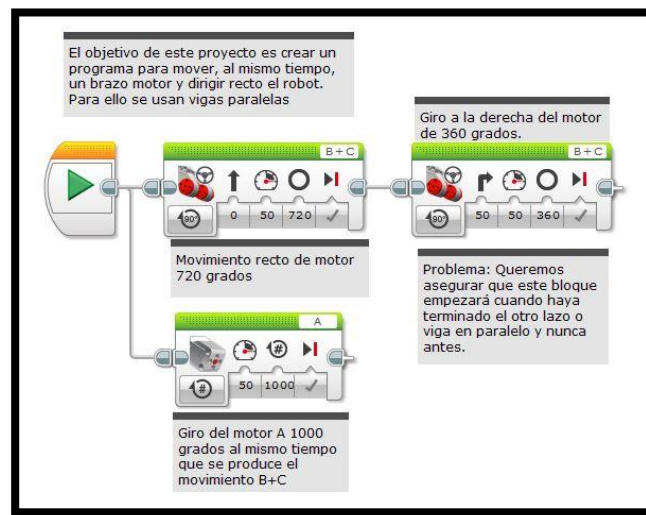 El objetivo de este proyecto es crear un
programa para mover, al mismo tiempo,
un brazo motor y dirigir recto el robot.
Para ello se usan vigas paralelas
Giro a la derecha del motor
de 360 grados.
B+C
B+C
90°
0 50 720
90°
50 50 360
Movimiento recto de motor
720 grados
Problema: Queremos
asegurar que este bloque
empezará cuando haya
terminado el otro lazo o
viga en paralelo y nunca
antes.
A
#
#
50 1000
Giro del motor A 1000
grados al mismo tiempo
que se produce el
movimiento B+C